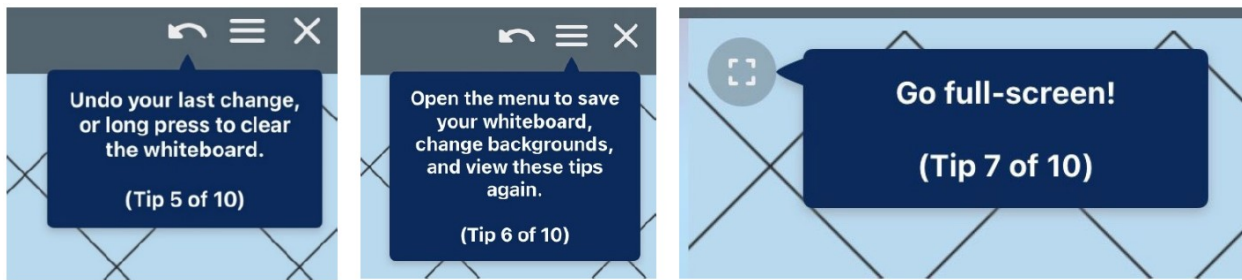 Undo your last change,
or long press to clear
the whiteboard.
(Tip 5 of 10)
Open the menu to save
your whiteboard,
change backgrounds,
and view these tips
again.
(Tip 6 of 10)
Go full-screen!
(Tip 7 of 10)